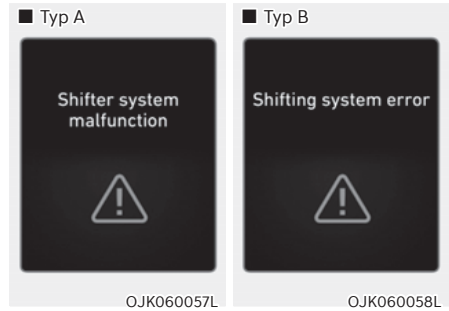 ■ Typ A
Shifter system
malfunction
OJK060057L
■ Typ B
Shifting system error
OJK060058L